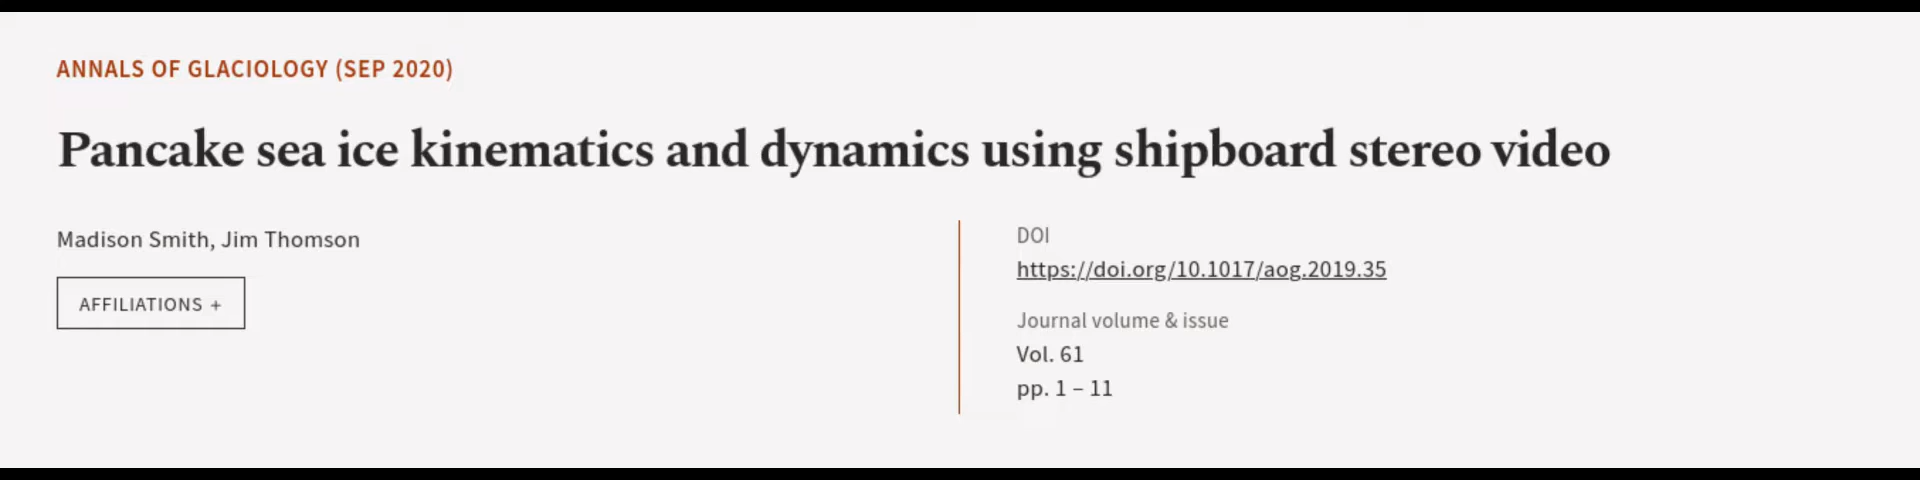 ANNALS OF GLACIOLOGY (SEP 2020)
Pancake sea ice kinematics and dynamics using shipboard stereo video
Madison Smith, Jim Thomson
AFFILIATIONS +
DOI
https://doi.org/10.1017/aog.2019.35
Journal volume & issue
Vol. 61
pp. 1 – 11